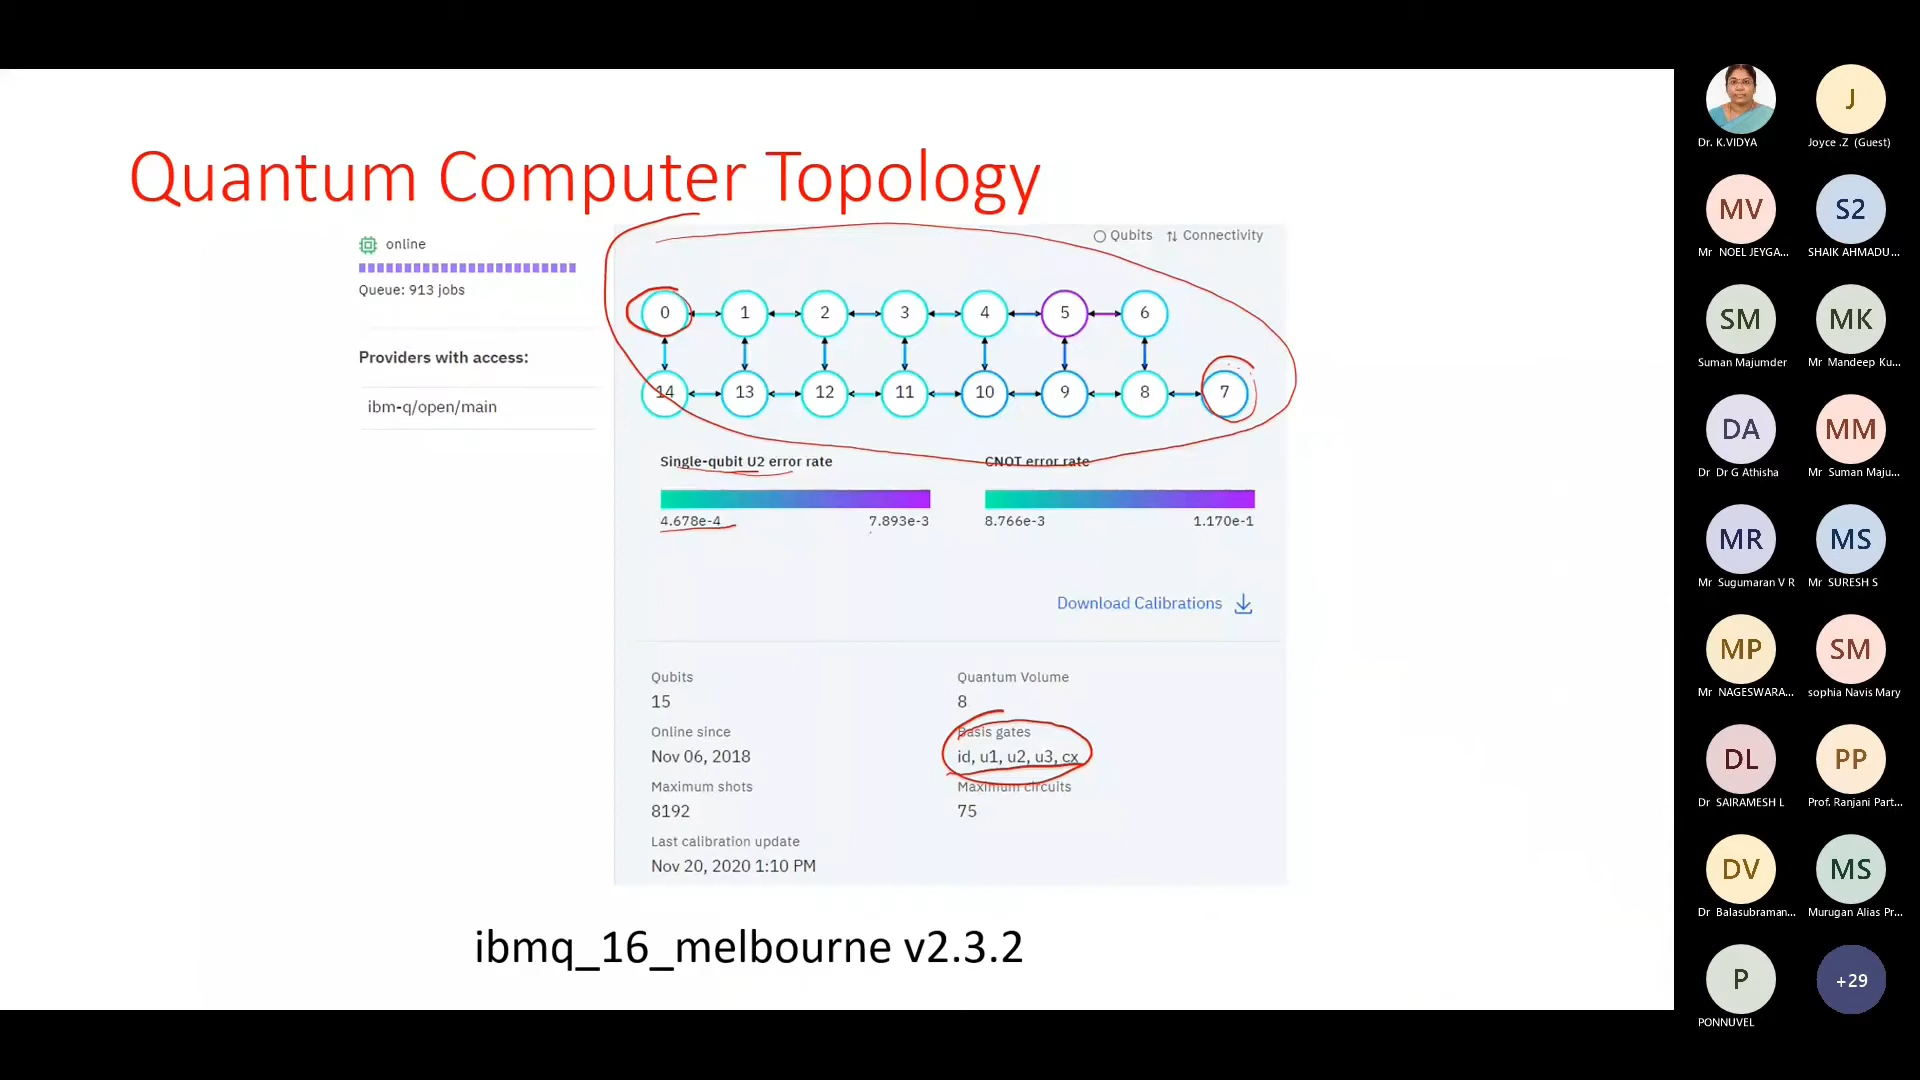 Quantum Computer Topology
online
Queue: 913 jobs
Providers with access:
ibm-q/open/main
Qubits Connectivity
0 1 2 3 4 5 6
14 13 12 11 10 9 8 7
Single-qubit U2 error rate CNOT error rate
4.678e-4 7.893e-3 8.766e-3 1.170e-1
Download Calibrations
Qubits Quantum Volume
15 8
Online since Basis gates
Nov 06, 2018 id, u1, u2, u3, cx
Maximum shots Maximum circuits
8192 75
Last calibration update
Nov 20, 2020 1:10 PM
ibmq_16_melbourne v2.3.2
J
Dr. K.VIDYA Joyce .Z (Guest)
MV S2
Mr NOEL JEYGA... SHAIK AHMADU...
SM MK
Suman Majumder Mr Mandeep Ku...
DA MM
Dr Dr G Athisha Mr Suman Maju...
MR MS
Mr Sugumaran V R Mr SURESH S
MP SM
Mr NAGESWARA... sophia Navis Mary
DL PP
Dr SAIRAMESH L Prof. Ranjani Part...
DV MS
Dr Balasubraman... Murugan Alias Pr...
P +29
PONNUVEL